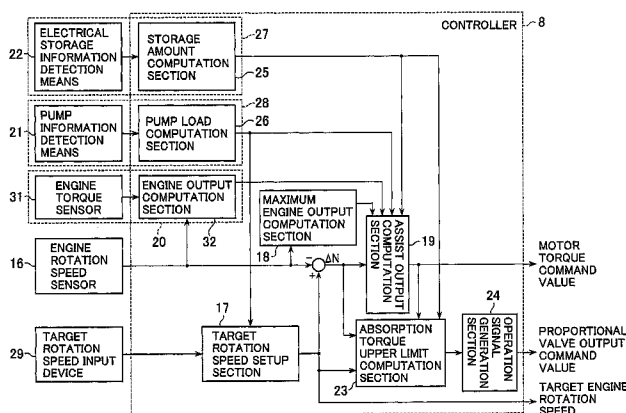 CONTROLLER
8
22
ELECTRICAL
STORAGE
INFORMATION
DETECTION
MEANS
STORAGE
AMOUNT
COMPUTATION
SECTION
27
25
21
PUMP
INFORMATION
DETECTION
MEANS
PUMP LOAD
COMPUTATION
SECTION
28
26
31
ENGINE
TORQUE
SENSOR
ENGINE OUTPUT
COMPUTATION
SECTION
20
32
MAXIMUM
ENGINE OUTPUT
COMPUTATION
SECTION
18
ASSIST OUTPUT
COMPUTATION
SECTION
19
16
ENGINE
ROTATION
SPEED
SENSOR
−
+
ΔN
MOTOR
TORQUE
COMMAND
VALUE
29
TARGET
ROTATION
SPEED INPUT
DEVICE
17
TARGET
ROTATION
SPEED SETUP
SECTION
ABSORPTION
TORQUE
UPPER LIMIT
COMPUTATION
SECTION
23
24
OPERATION
SIGNAL
GENERATION
SECTION
PROPORTIONAL
VALVE OUTPUT
COMMAND
VALUE
TARGET ENGINE
ROTATION
SPEED